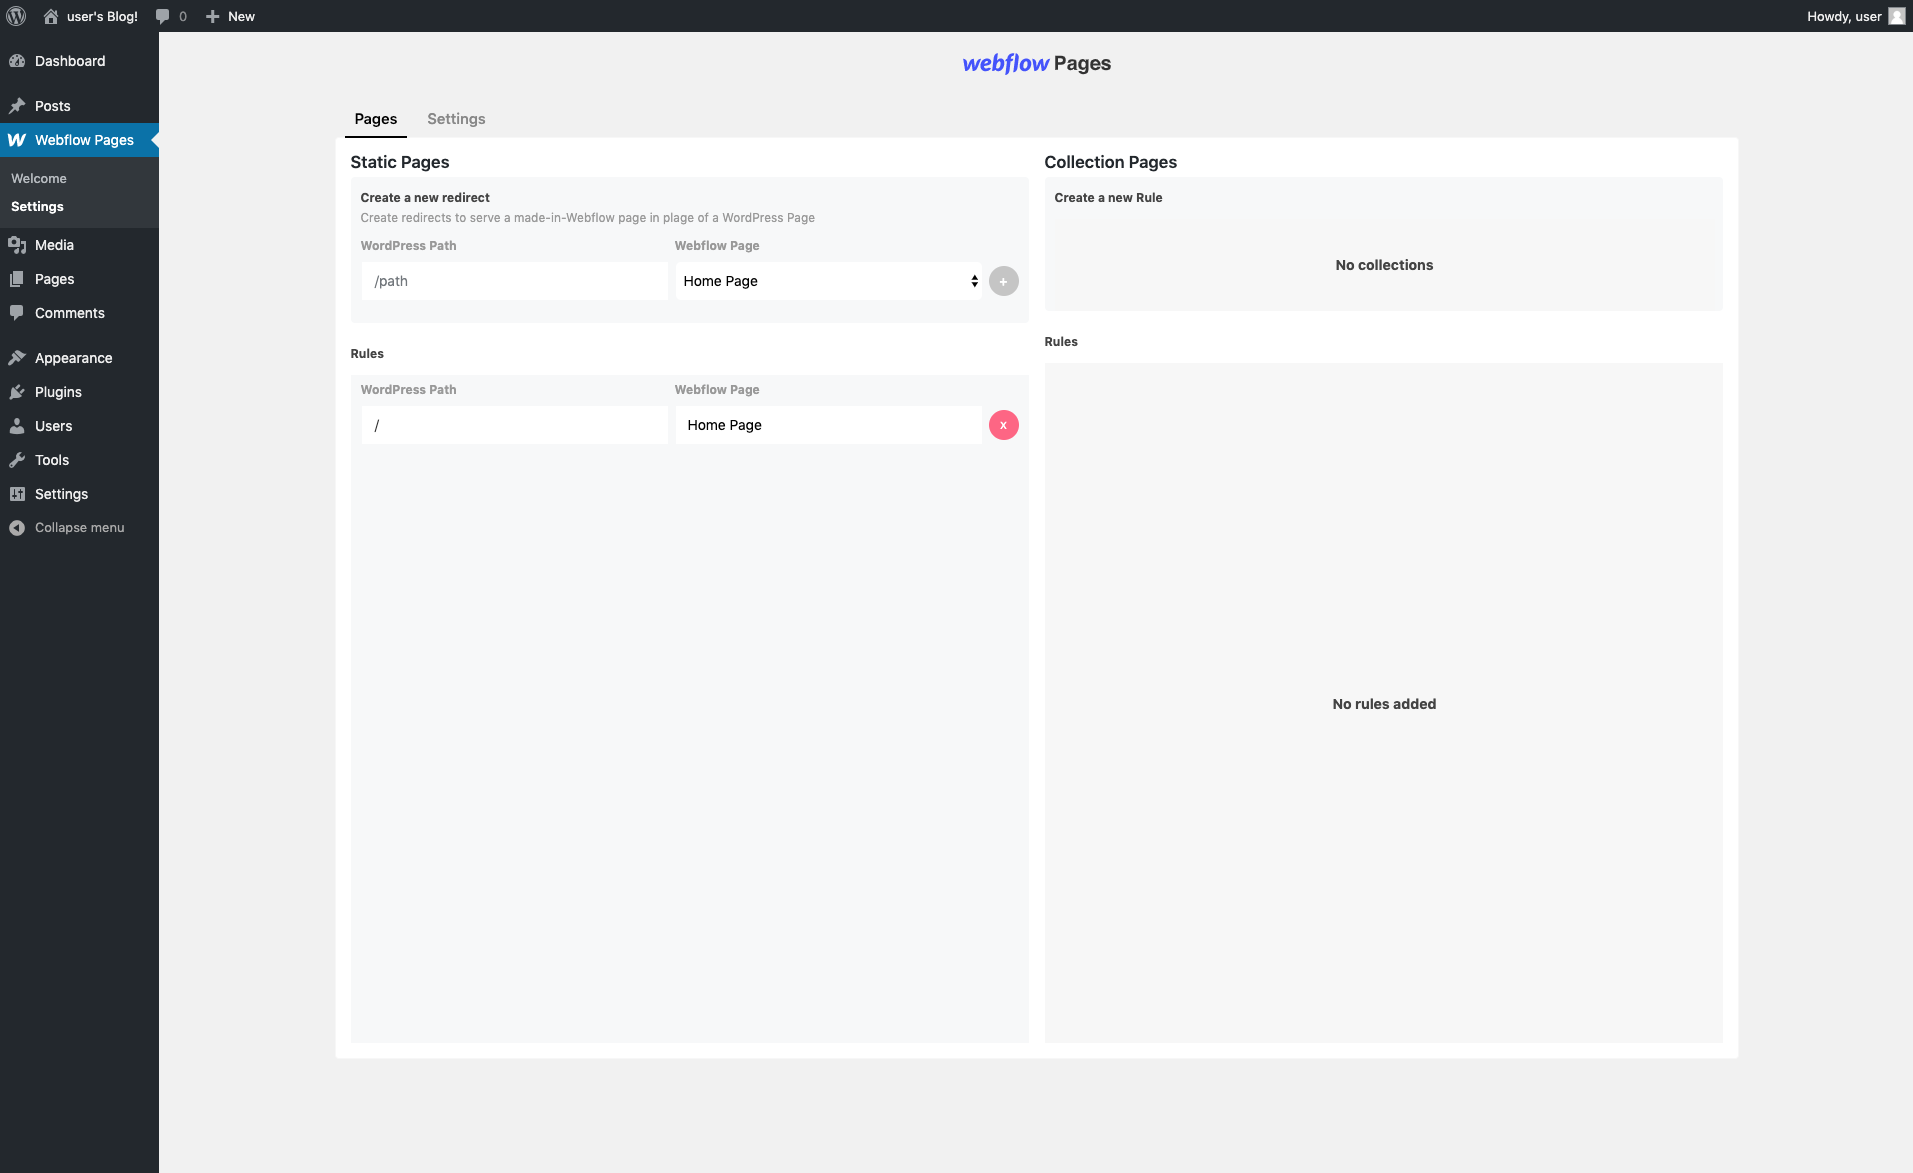 user's Blog!
0
New
Howdy, user
Dashboard
Posts
Webflow Pages
Welcome
Settings
Media
Pages
Comments
Appearance
Plugins
Users
Tools
Settings
Collapse menu
webflow Pages
Pages
Settings
Static Pages
Create a new redirect
Create redirects to serve a made-in-Webflow page in plage of a WordPress Page
WordPress Path
Webflow Page
/path
Home Page
+
Rules
WordPress Path
Webflow Page
/
Home Page
x
Collection Pages
Create a new Rule
No collections
Rules
No rules added